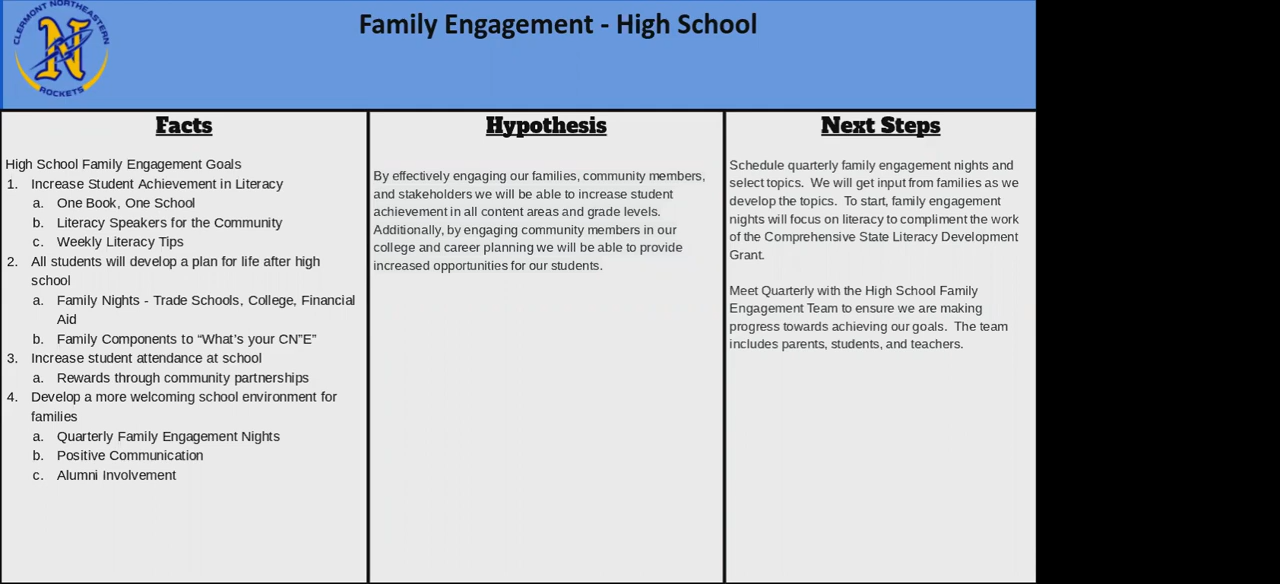 CLERMONT NORTHEASTERN
N
ROCKETS
Family Engagement - High School
Facts
High School Family Engagement Goals
1. Increase Student Achievement in Literacy
a. One Book, One School
b. Literacy Speakers for the Community
c. Weekly Literacy Tips
2. All students will develop a plan for life after high
school
a. Family Nights - Trade Schools, College, Financial
Aid
b. Family Components to “What’s your CN”E”
3. Increase student attendance at school
a. Rewards through community partnerships
4. Develop a more welcoming school environment for
families
a. Quarterly Family Engagement Nights
b. Positive Communication
c. Alumni Involvement
Hypothesis
By effectively engaging our families, community members,
and stakeholders we will be able to increase student
achievement in all content areas and grade levels.
Additionally, by engaging community members in our
college and career planning we will be able to provide
increased opportunities for our students.
Next Steps
Schedule quarterly family engagement nights and
select topics. We will get input from families as we
develop the topics. To start, family engagement
nights will focus on literacy to compliment the work
of the Comprehensive State Literacy Development
Grant.
Meet Quarterly with the High School Family
Engagement Team to ensure we are making
progress towards achieving our goals. The team
includes parents, students, and teachers.